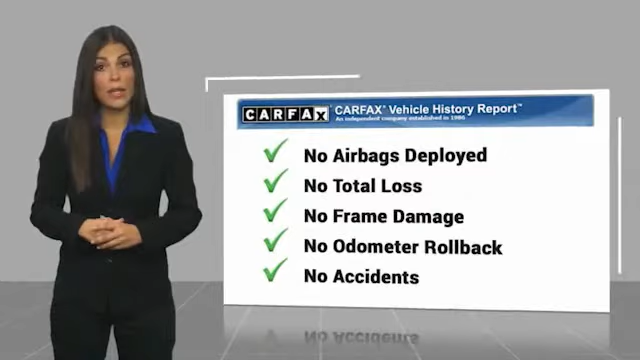 CARFAX CARFAX® Vehicle History Report™
An independent company established in 1986
No Airbags Deployed
No Total Loss
No Frame Damage
No Odometer Rollback
No Accidents